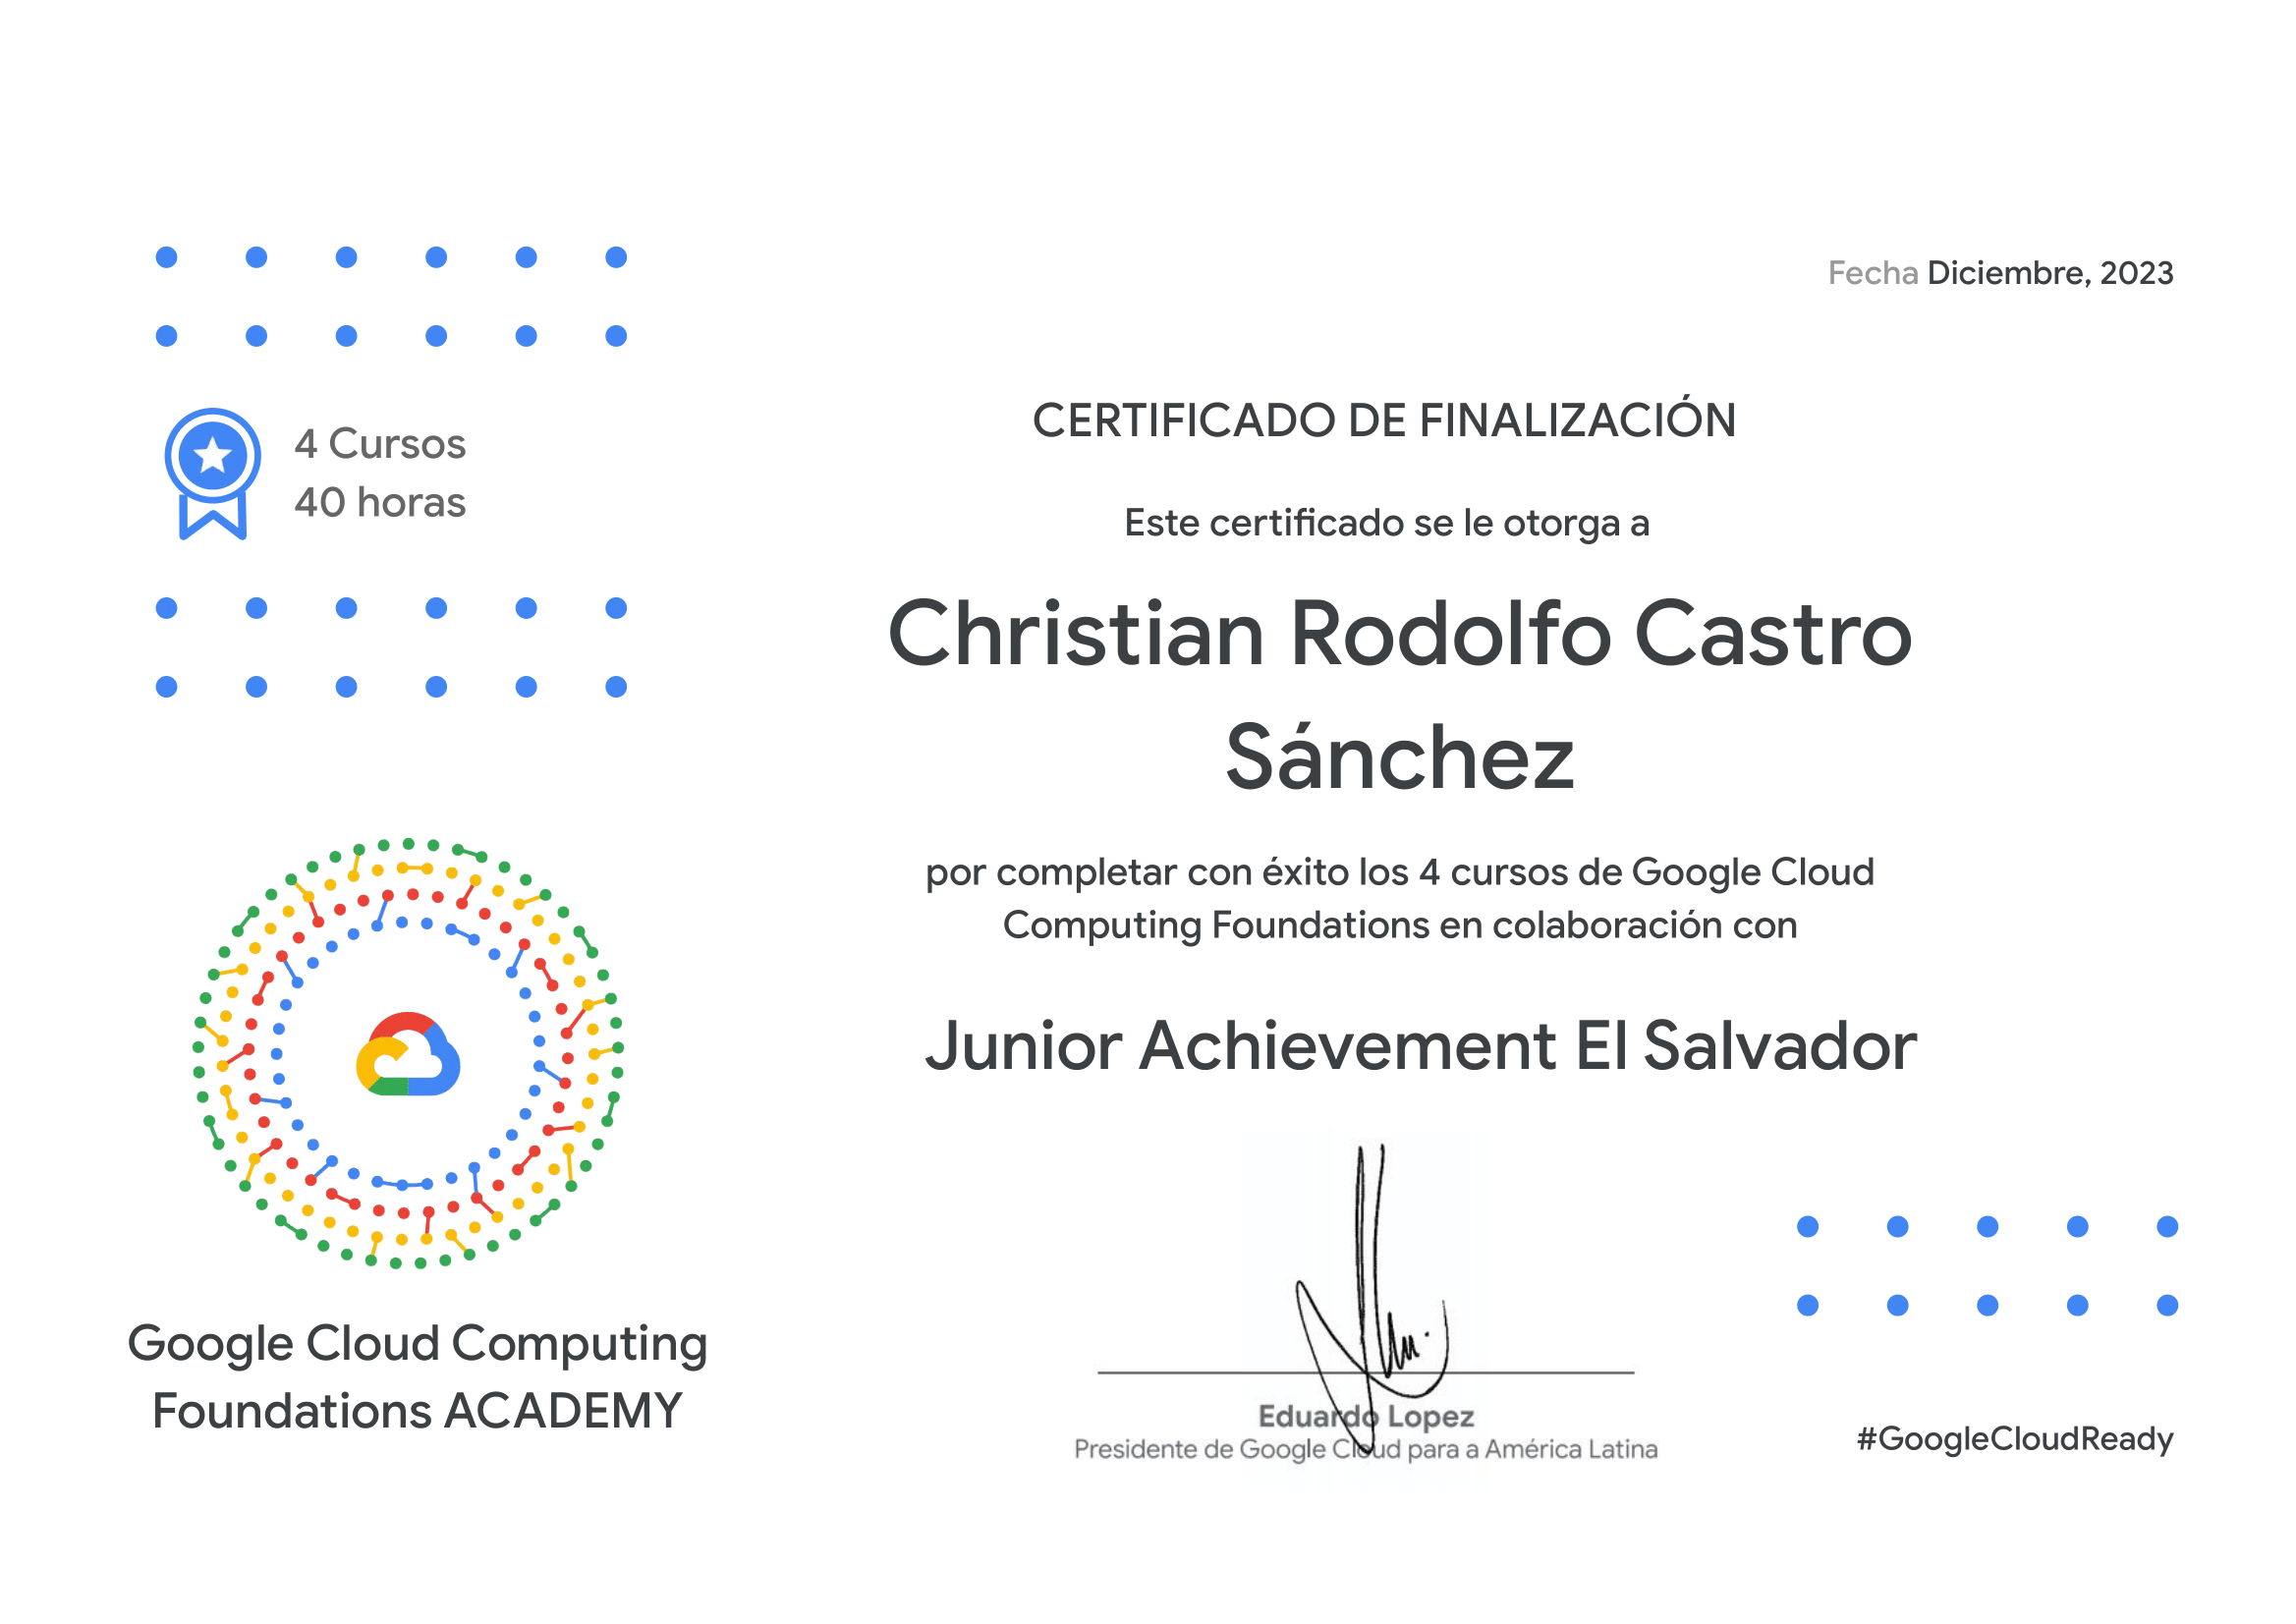 Fecha Diciembre, 2023
4 Cursos
40 horas
CERTIFICADO DE FINALIZACIÓN
Este certificado se le otorga a
Christian Rodolfo Castro
Sánchez
por completar con éxito los 4 cursos de Google Cloud
Computing Foundations en colaboración con
Junior Achievement El Salvador
Google Cloud Computing
Foundations ACADEMY
Eduardo Lopez
Presidente de Google Cloud para a América Latina
#GoogleCloudReady